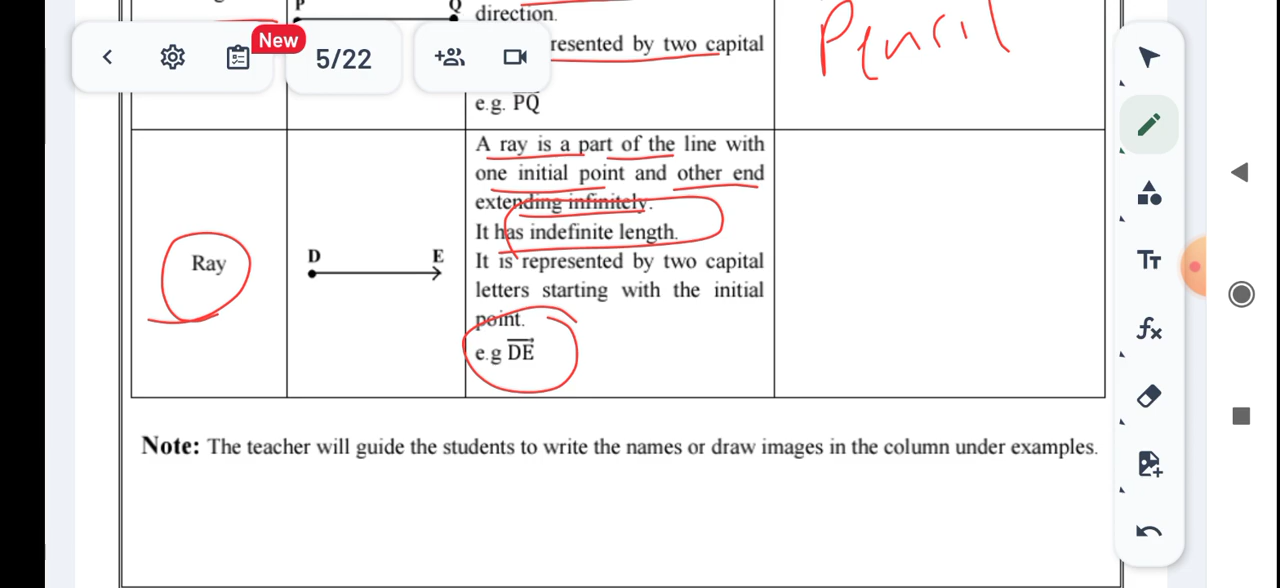 P Q
direction.
Pencil
New
5/22
resented by two capital
e.g. PQ
A ray is a part of the line with
one initial point and other end
extending infinitely.
It has indefinite length.
Ray
D E
It is represented by two capital
letters starting with the initial
point.
e.g DE
Note: The teacher will guide the students to write the names or draw images in the column under examples.
TT
fx